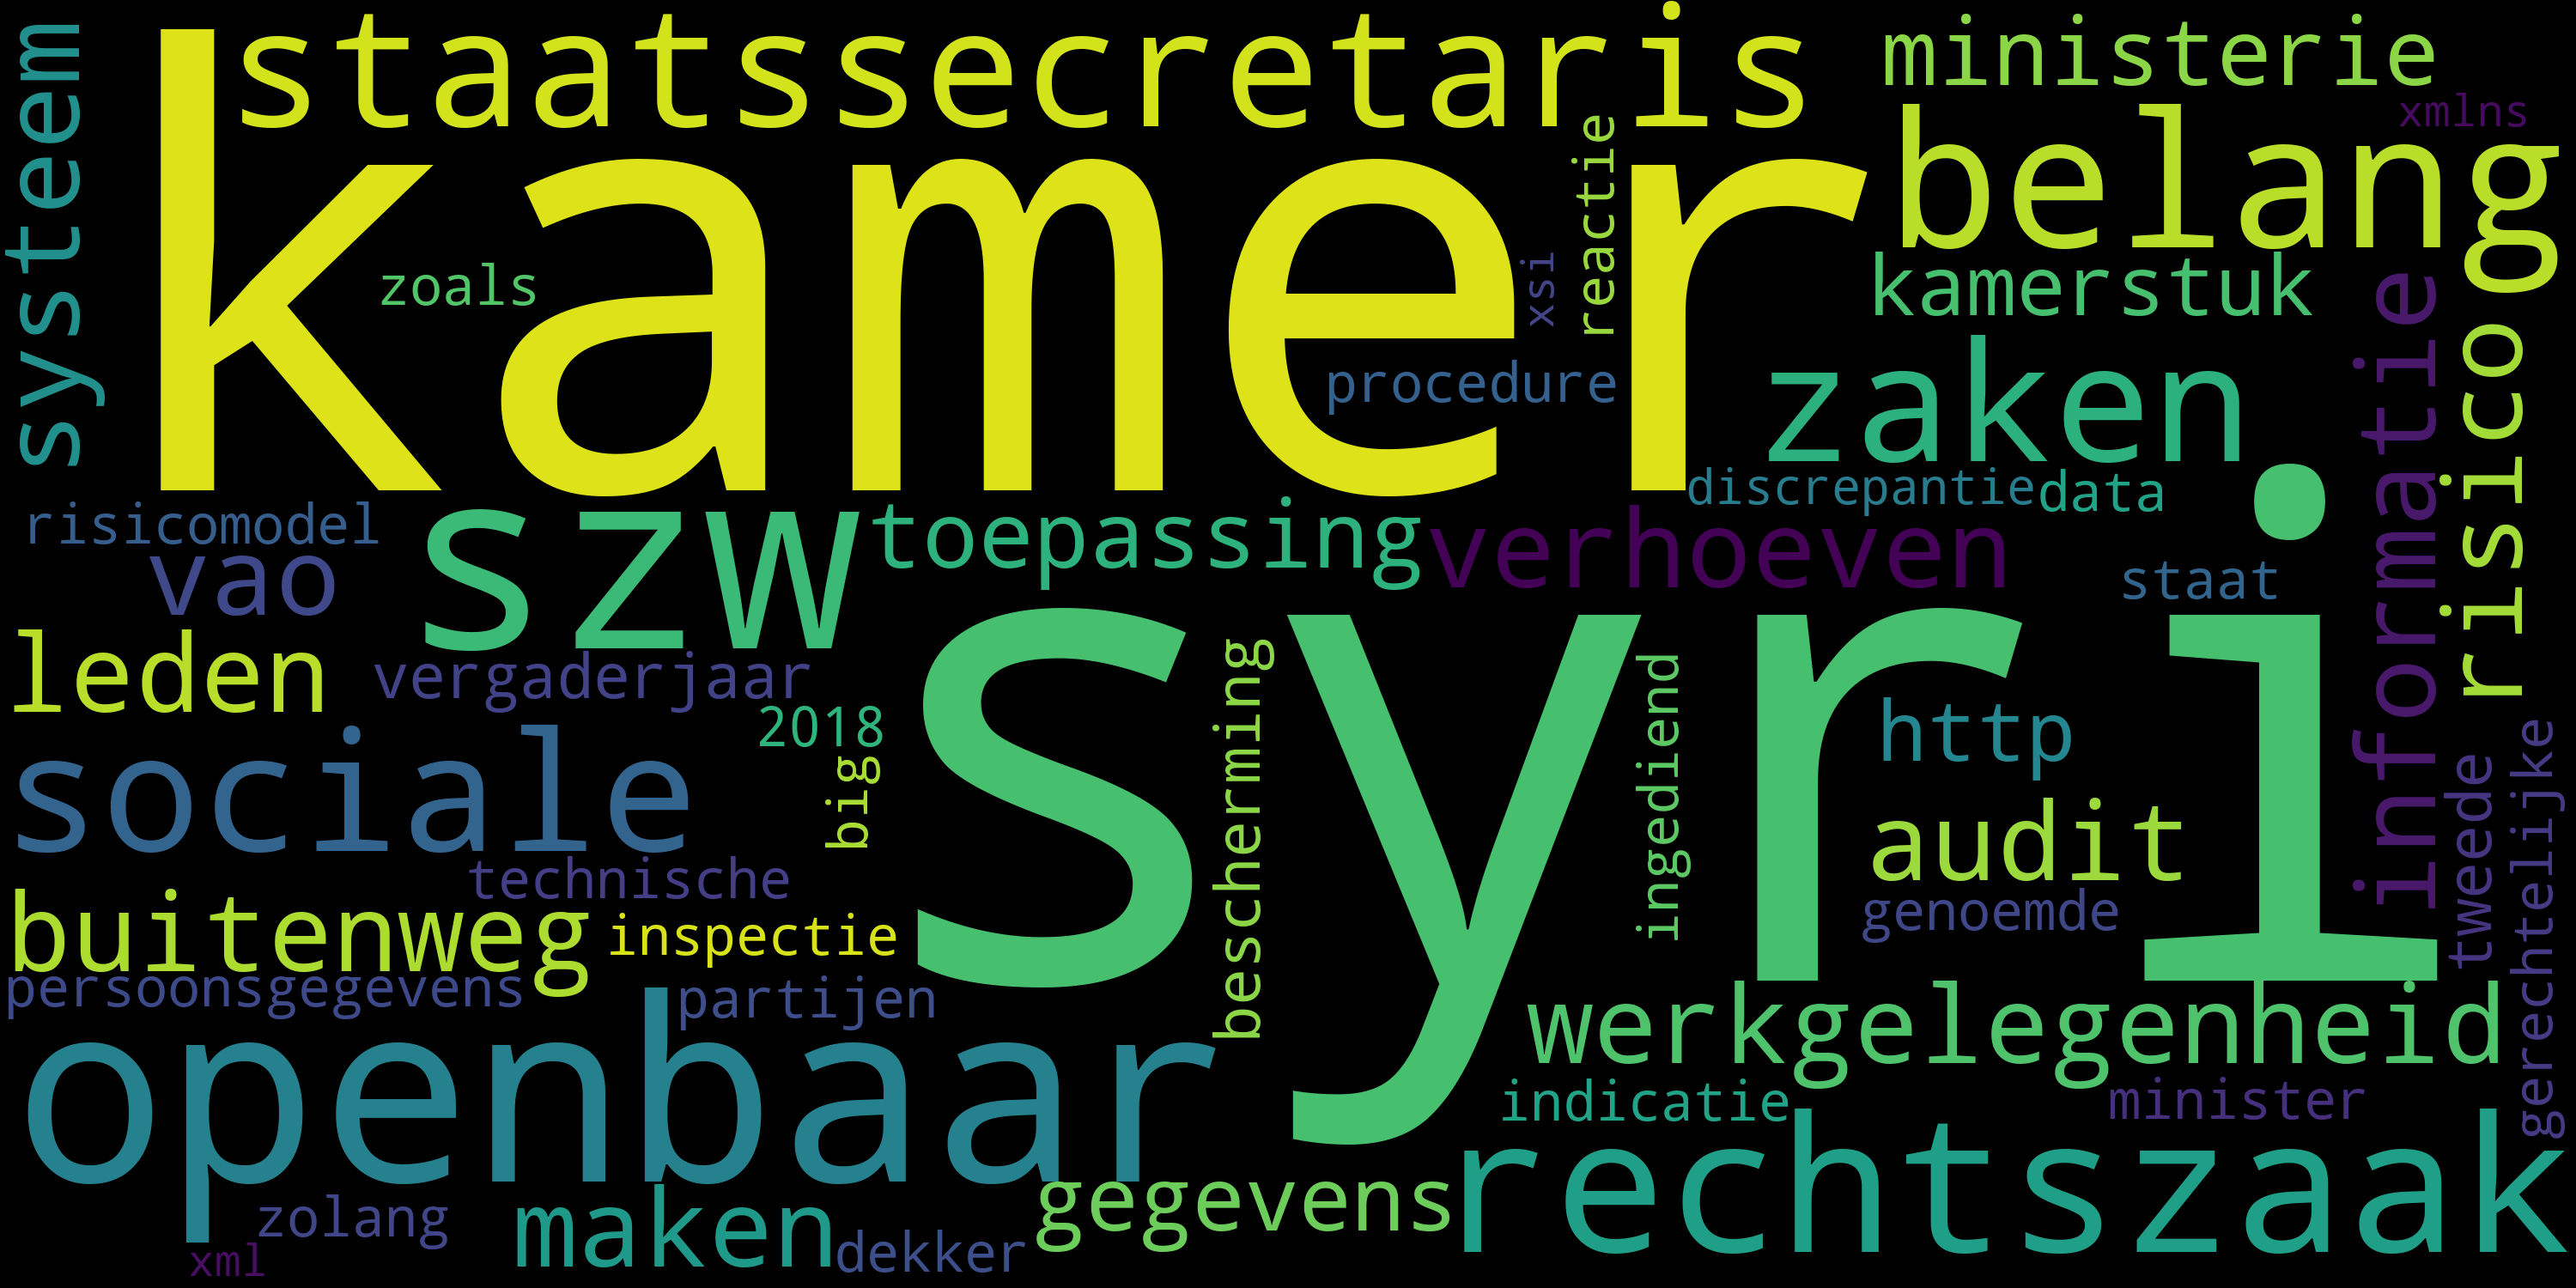 systeem
staatssecretaris
ministerie
xmlns
kamer
belang
reactie
zoals
xsi
kamerstuk
procedure
zaken
informatie
risico
risicomodel
szw
toepassing
verhoeven
discrepantie
data
vao
staat
leden
vergaderjaar
syri
bescherming
ingediend
2018
big
http
sociale
audit
tweede
gerechtelijke
technische
genoemde
buitenweg
inspectie
persoonsgegevens
partijen
werkgelegenheid
openbaar
indicatie
minister
rechtszaak
gegevens
zolang
maken
dekker
xml